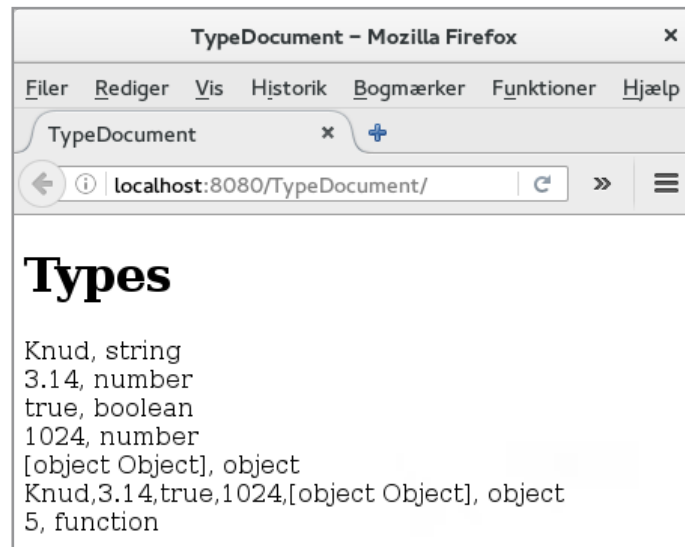 TypeDocument – Mozilla Firefox ×
Filer Rediger Vis Historik Bogmærker Funktioner Hjælp
TypeDocument ×
localhost:8080/TypeDocument/
Types
Knud, string
3.14, number
true, boolean
1024, number
[object Object], object
Knud,3.14,true,1024,[object Object], object
5, function